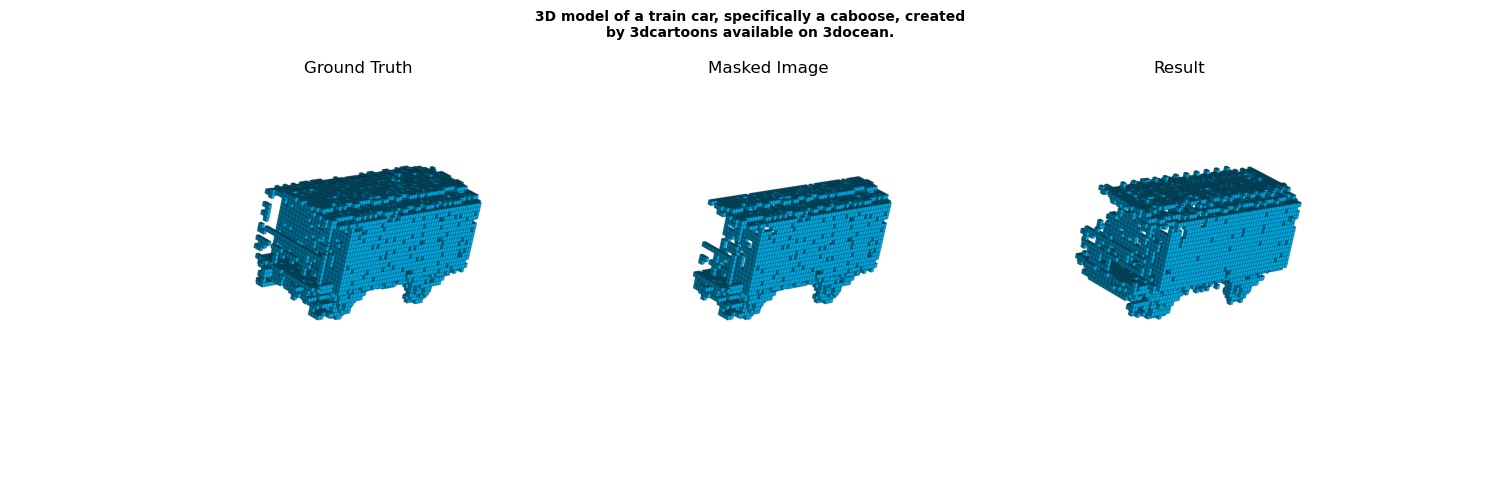 3D model of a train car, specifically a caboose, created
by 3dcartoons available on 3docean.
Ground Truth
Masked Image
Result